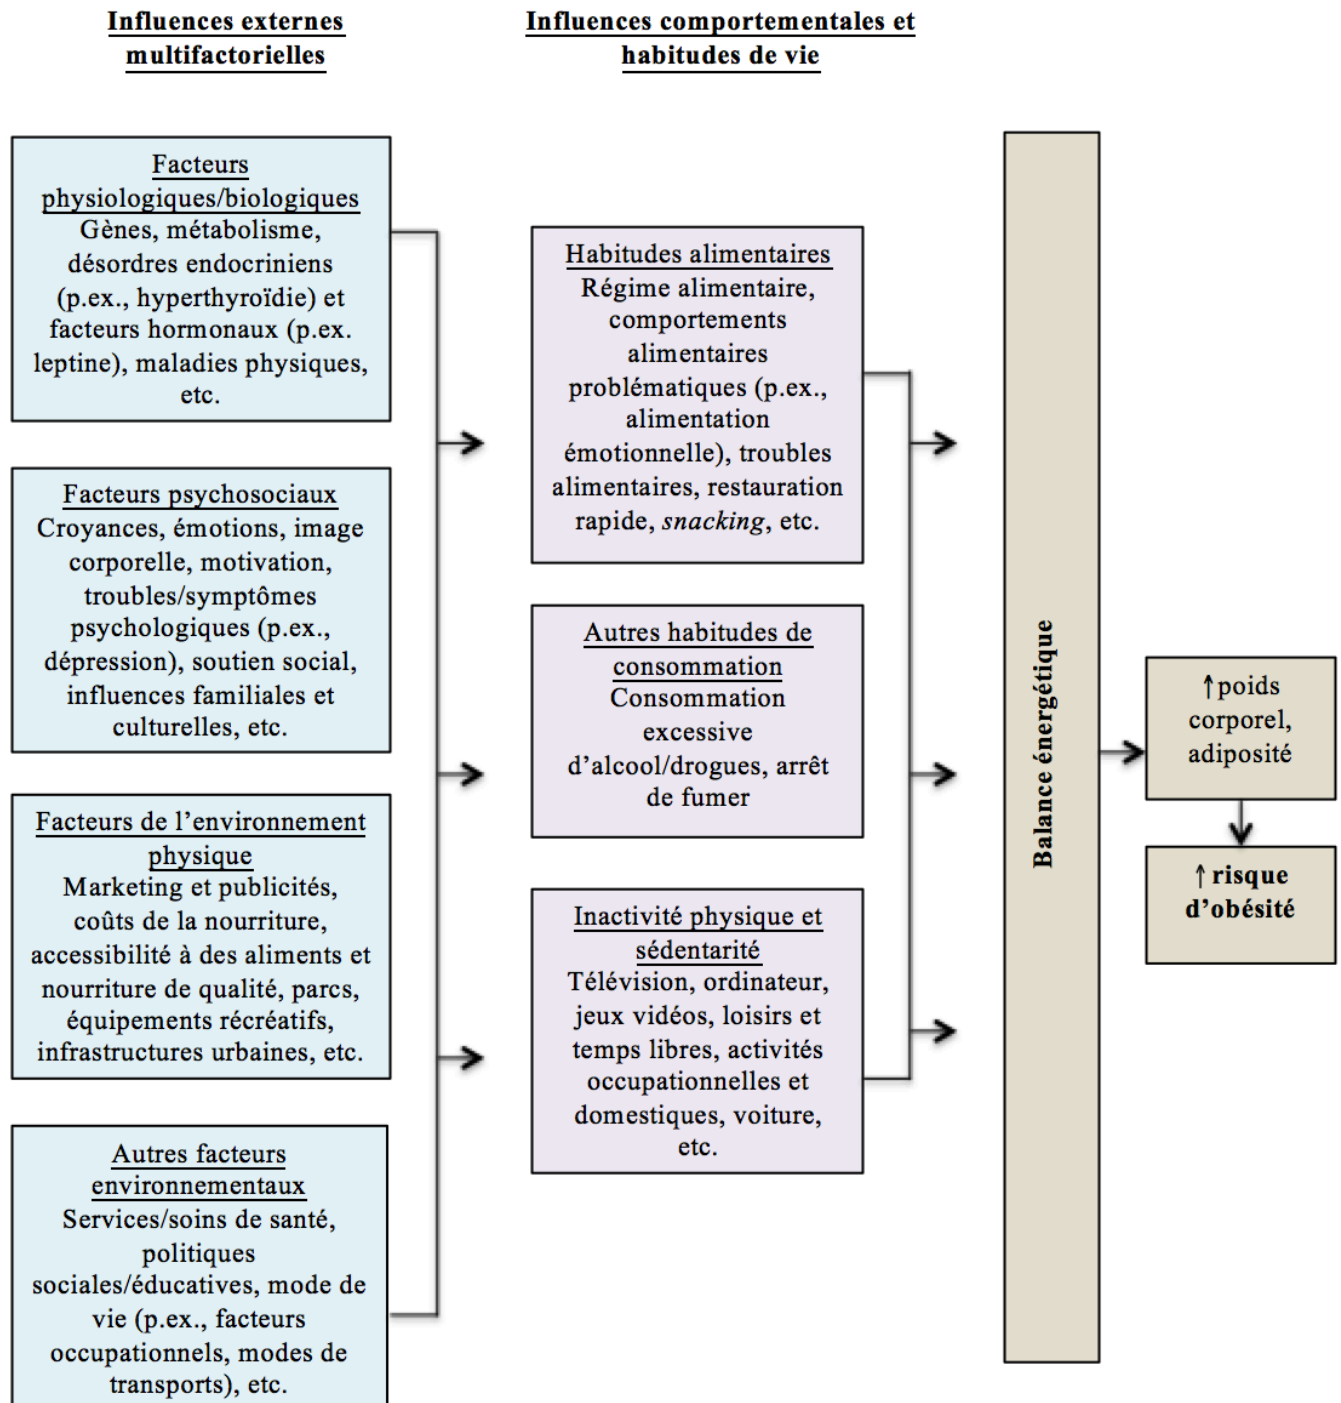 Influences externes
multifactorielles
Influences comportementales et
habitudes de vie
Facteurs
physiologiques/biologiques
Gènes, métabolisme,
désordres endocriniens
(p.ex., hyperthyroïdie) et
facteurs hormonaux (p.ex.
leptine), maladies physiques,
etc.
Facteurs psychosociaux
Croyances, émotions, image
corporelle, motivation,
troubles/symptômes
psychologiques (p.ex.,
dépression), soutien social,
influences familiales et
culturelles, etc.
Facteurs de l’environnement
physique
Marketing et publicités,
coûts de la nourriture,
accessibilité à des aliments et
nourriture de qualité, parcs,
équipements récréatifs,
infrastructures urbaines, etc.
Autres facteurs
environnementaux
Services/soins de santé,
politiques
sociales/éducatives, mode de
vie (p.ex., facteurs
occupationnels, modes de
transports), etc.
Habitudes alimentaires
Régime alimentaire,
comportements
alimentaires
problématiques (p.ex.,
alimentation
émotionnelle), troubles
alimentaires, restauration
rapide, snacking, etc.
Autres habitudes de
consommation
Consommation
excessive
d’alcool/drogues, arrêt
de fumer
Inactivité physique et
sédentarité
Télévision, ordinateur,
jeux vidéos, loisirs et
temps libres, activités
occupationnelles et
domestiques, voiture,
etc.
Balance énergétique
↑poids
corporel,
adiposité
↑ risque
d’obésité